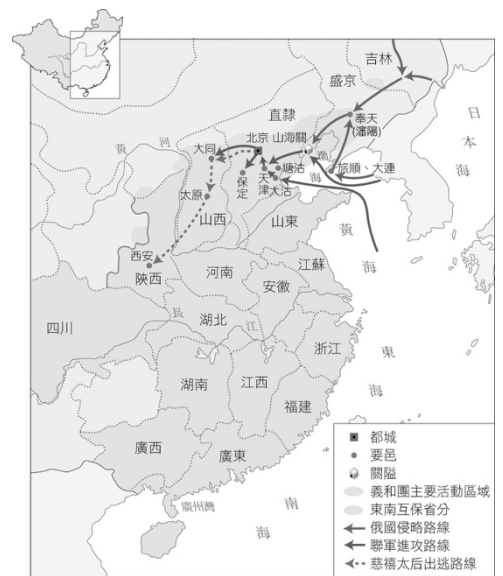 吉林
盛京
直隸
奉天
(瀋陽)
日本海
黃河
大同
北京
山海關
渤海
旅順、大連
塘沽
天津
大沽
保定
太原
山西
山東
黃海
西安
陝西
河南
江蘇
安徽
四川
湖北
長江
浙江
東海
湖南
江西
福建
廣西
廣東
廣州灣
南海
都城
要邑
關隘
義和團主要活動區域
東南互保省分
俄國侵略路線
聯軍進攻路線
慈禧太后出逃路線